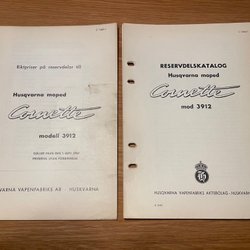 Riktpriser på reservdelar till
Husqvarna moped
Cornette
modell 3912
HUSQVARNA VAPENFABRIKS AB · HUSKVARNA
RESERVDELSKATALOG
Husqvarna moped
Cornette
mod 3912
HUSQVARNA VAPENFABRIKS AKTIEBOLAG · HUSKVARNA